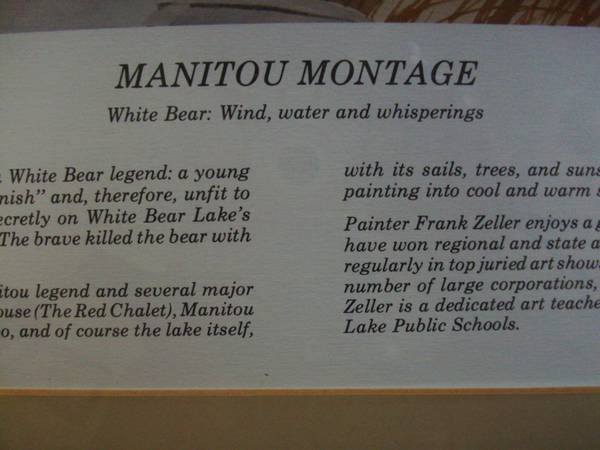 MANITOU MONTAGE
White Bear: Wind, water and whisperings
White Bear legend: a young
nish" and, therefore, unfit to
ecretly on White Bear Lake's
The brave killed the bear with
itou legend and several major
ouse (The Red Chalet), Manitou
o, and of course the lake itself,
with its sails, trees, and suns
painting into cool and warm s
Painter Frank Zeller enjoys a g
have won regional and state a
regularly in top juried art show
number of large corporations,
Zeller is a dedicated art teache
Lake Public Schools.